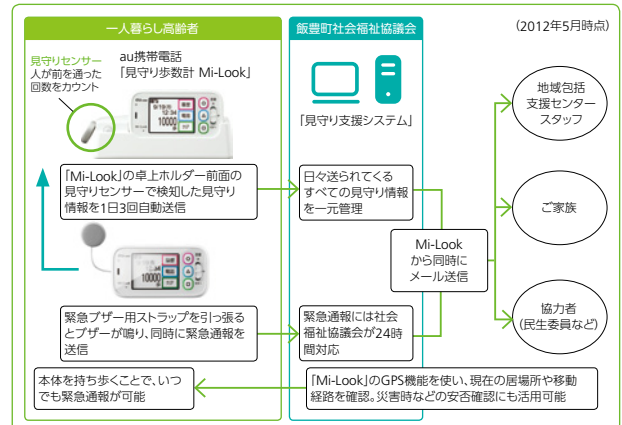 一人暮らし高齢者
飯豊町社会福祉協議会
(2012年5月時点)
見守りセンサー
人が前を通った
回数をカウント
au携帯電話
「見守り歩数計 Mi-Look」
「見守り支援システム」
地域包括
支援センター
スタッフ
「Mi-Look」の卓上ホルダー前面の
見守りセンサーで検知した見守り
情報を1日3回自動送信
日々送られてくる
すべての見守り情報
を一元管理
ご家族
Mi-Look
から同時に
メール送信
緊急ブザー用ストラップを引っ張る
とブザーが鳴り、同時に緊急通報を
送信
緊急通報には社会
福祉協議会が24時
間対応
協力者
(民生委員など)
本体を持ち歩くことで、いつ
でも緊急通報が可能
「Mi-Look」のGPS機能を使い、現在の居場所や移動
経路を確認。災害時などの安否確認にも活用可能